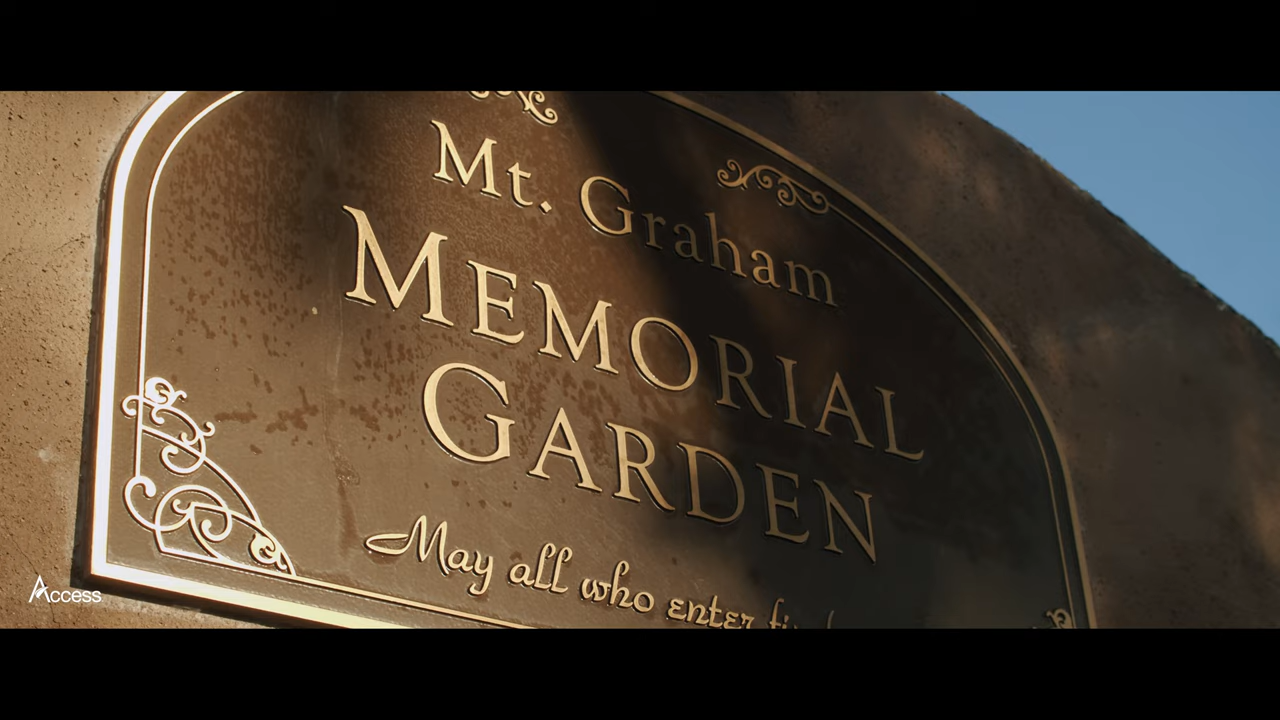 Mt. Graham
MEMORIAL
GARDEN
May all who enter
Access